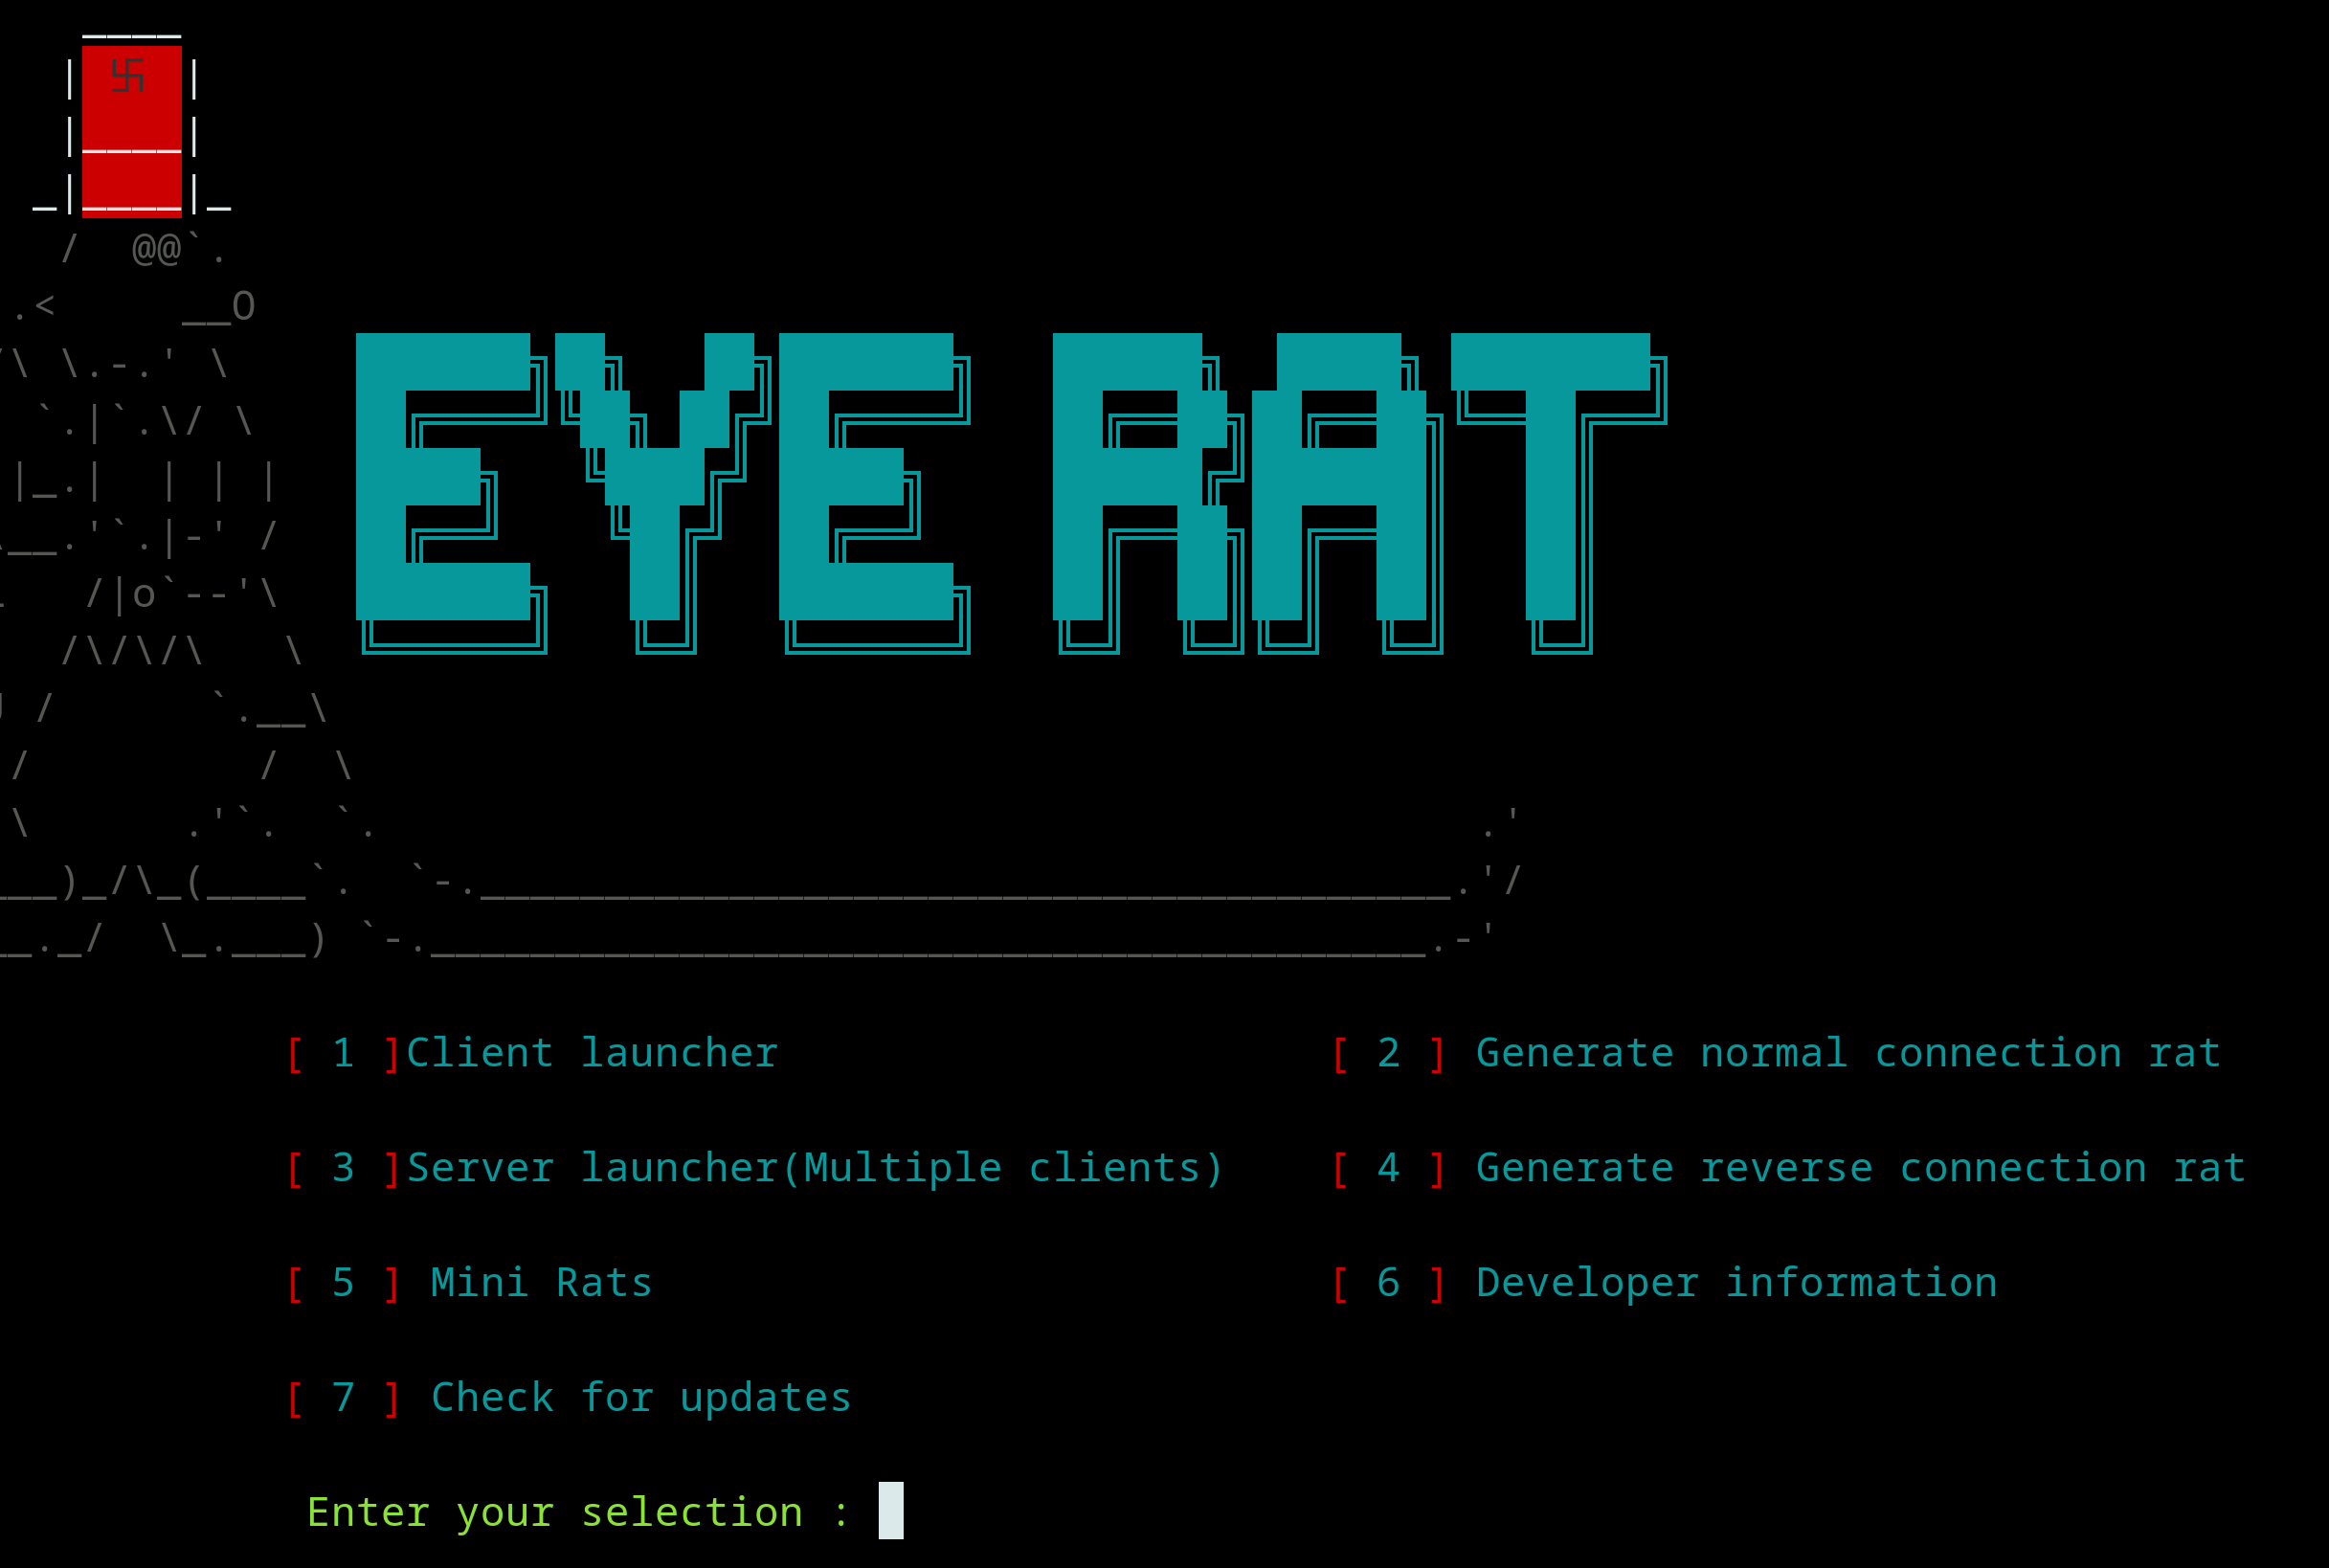 卐
EYE RAT
[ 1 ]Client launcher
[ 2 ] Generate normal connection rat
[ 3 ]Server launcher(Multiple clients)
[ 4 ] Generate reverse connection rat
[ 5 ] Mini Rats
[ 6 ] Developer information
[ 7 ] Check for updates
Enter your selection :